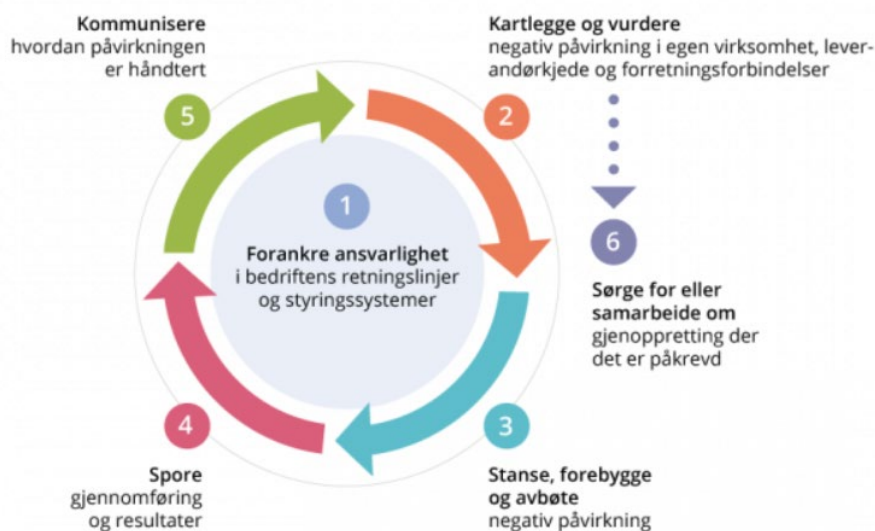 1
Forankre ansvarlighet
i bedriftens retningslinjer
og styringssystemer
2
Kartlegge og vurdere
negativ påvirkning i egen virksomhet, lever-
andørkjede og forretningsforbindelser
3
Stanse, forebygge
og avbøte
negativ påvirkning
4
Spore
gjennomføring
og resultater
5
Kommunisere
hvordan påvirkningen
er håndtert
6
Sørge for eller
samarbeide om
gjenoppretting der
det er påkrevd